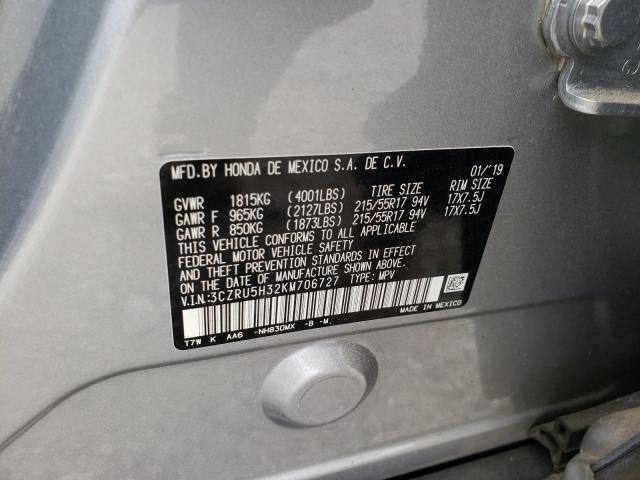 MFD.BY HONDA DE MEXICO S.A. DE C.V. 01/'19
GVWR 1815KG (4001LBS) TIRE SIZE RIM SIZE
GAWR F 965KG (2127LBS) 215/55R17 94V 17X7.5J
GAWR R 850KG (1873LBS) 215/55R17 94V 17X7.5J
THIS VEHICLE CONFORMS TO ALL APPLICABLE
FEDERAL MOTOR VEHICLE SAFETY
STANDARDS IN EFFECT ON THE DATE OF
MANUFACTURE SHOWN ABOVE.
V.I.N:3CZRU5H32KM706727 TYPE: MPV
MADE IN MEXICO
T7W K AA6 -NH830MX -B -M.